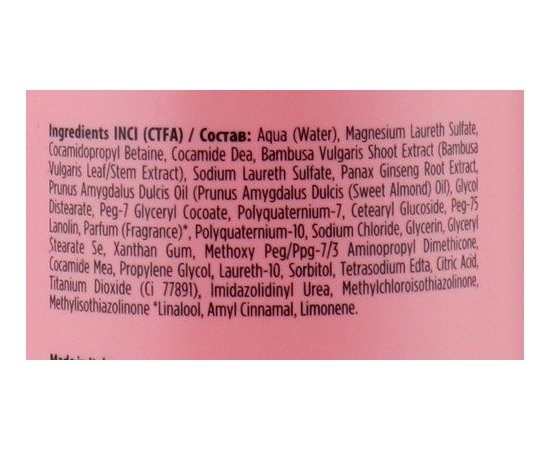 Ingredients INCI (CTFA) / Состав: Aqua (Water), Magnesium Laureth Sulfate,
Cocamidopropyl Betaine, Cocamide Dea, Bambusa Vulgaris Shoot Extract (Bambusa
Vulgaris Leaf/Stem Extract), Sodium Laureth Sulfate, Panax Ginseng Root Extract,
Prunus Amygdalus Dulcis Oil (Prunus Amygdalus Dulcis (Sweet Almond) Oil), Glycol
Distearate, Peg-7 Glyceryl Cocoate, Polyquaternium-7, Cetearyl Glucoside, Peg-75
Lanolin, Parfum (Fragrance)*, Polyquaternium-10, Sodium Chloride, Glycerin, Glyceryl
Stearate Se, Xanthan Gum, Methoxy Peg/Ppg-7/3 Aminopropyl Dimethicone,
Cocamide Mea, Propylene Glycol, Laureth-10, Sorbitol, Tetrasodium Edta, Citric Acid,
Titanium Dioxide (Ci 77891), Imidazolidinyl Urea, Methylchloroisothiazolinone,
Methylisothiazolinone *Linalool, Amyl Cinnamal, Limonene.
Made in